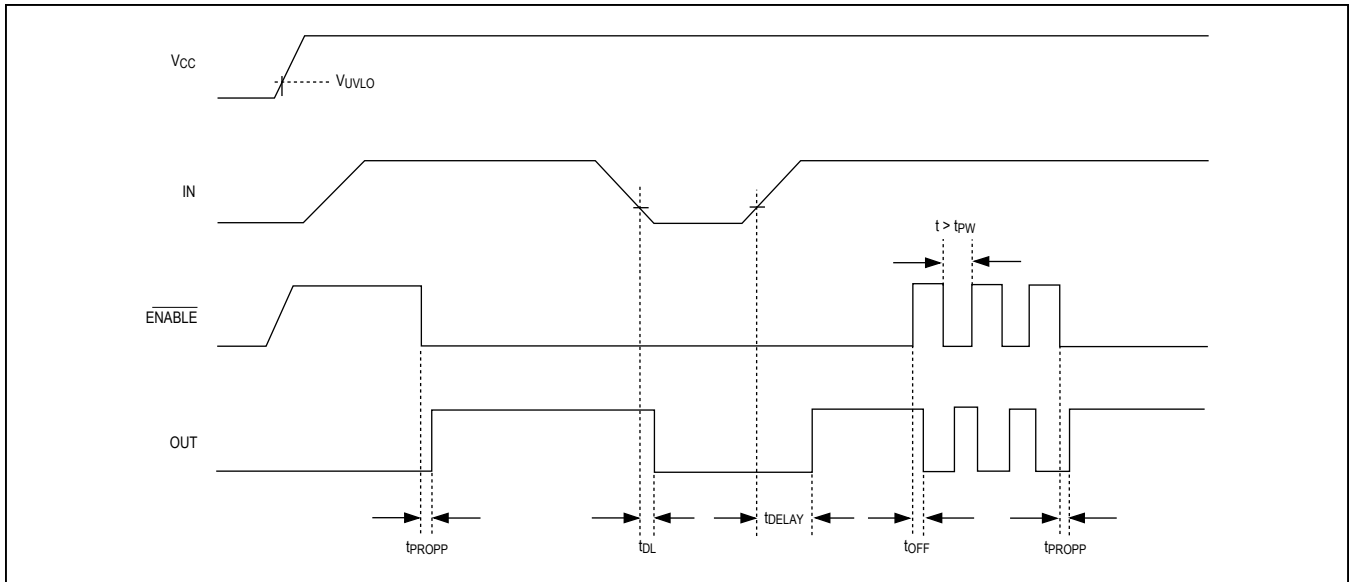 VCC
VUVLO
IN
t > tPW
ENABLE
OUT
tPROPP
tDL
tDELAY
tOFF
tPROPP